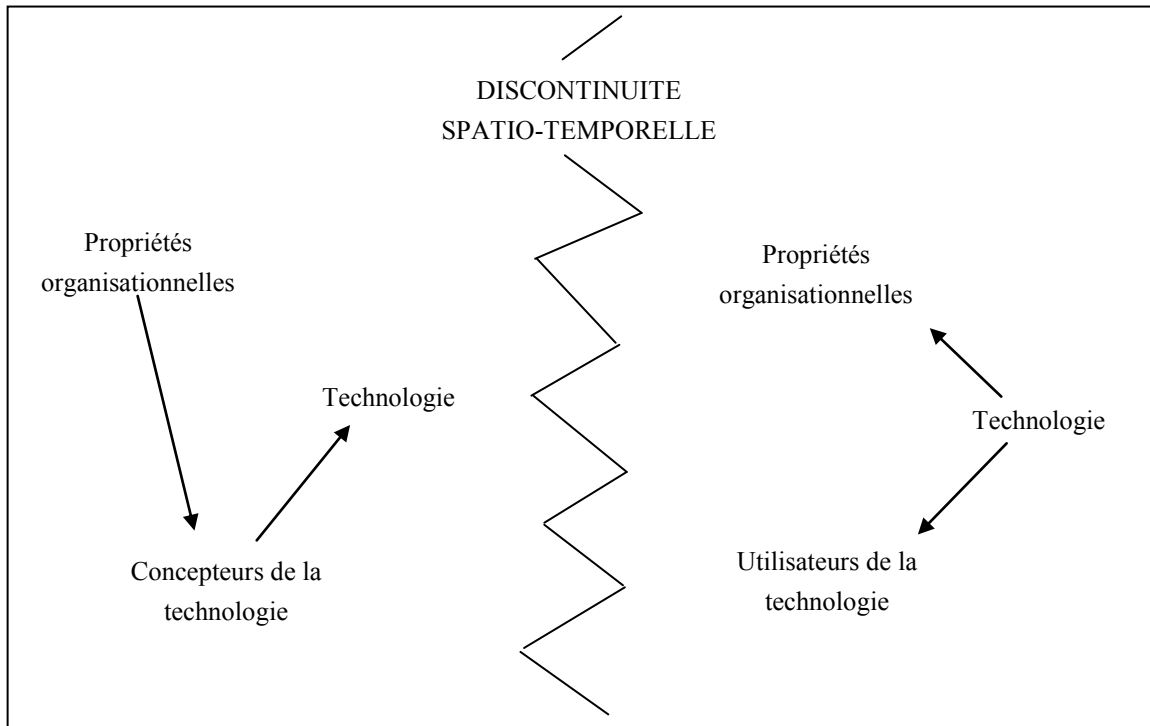 DISCONTINUITE
SPATIO-TEMPORELLE
Propriétés
organisationnelles
Technologie
Concepteurs de la
technologie
Propriétés
organisationnelles
Technologie
Utilisateurs de la
technologie